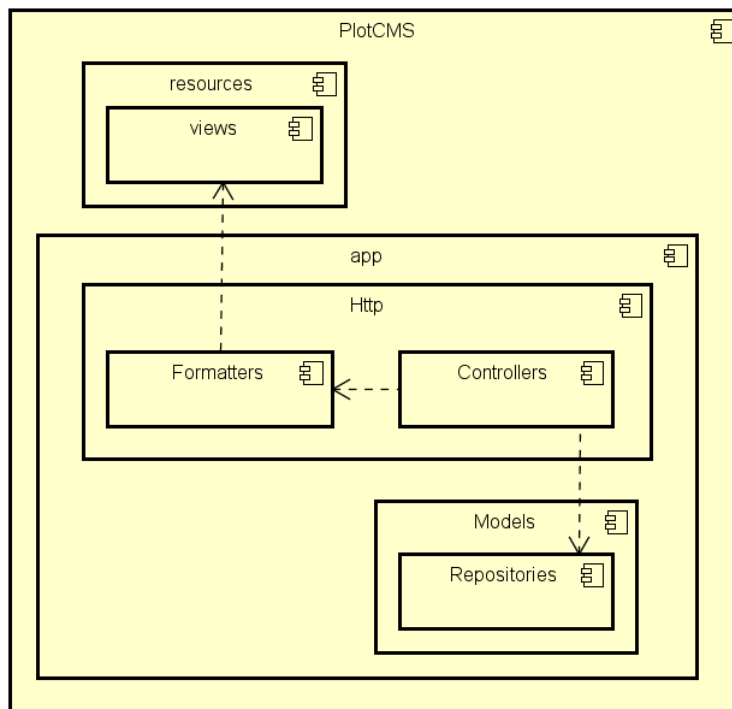 PlotCMS
resources
views
app
Http
Formatters
Controllers
Models
Repositories